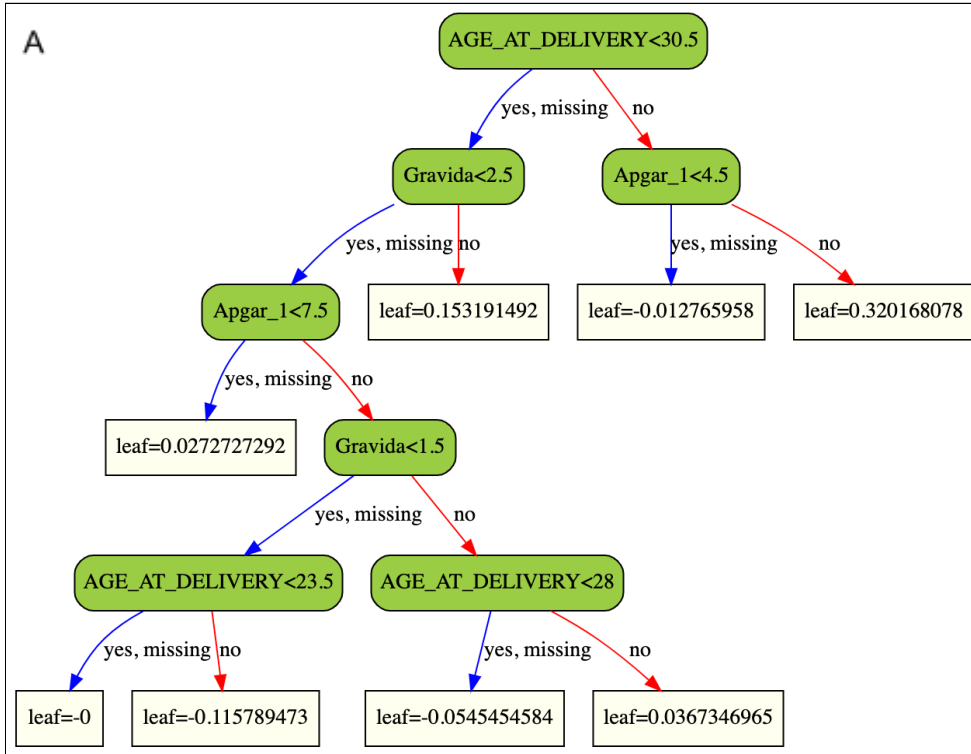 A
AGE_AT_DELIVERY<30.5
yes, missing
no
Gravida<2.5
Apgar_1<4.5
yes, missing
no
yes, missing
no
Apgar_1<7.5
leaf=0.153191492
leaf=-0.012765958
leaf=0.320168078
yes, missing
no
leaf=0.0272727292
Gravida<1.5
yes, missing
no
AGE_AT_DELIVERY<23.5
AGE_AT_DELIVERY<28
yes, missing
no
yes, missing
no
leaf=-0
leaf=-0.115789473
leaf=-0.0545454584
leaf=0.0367346965